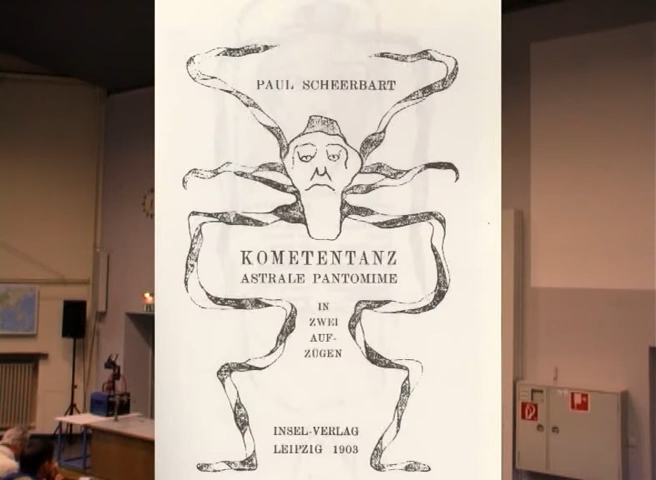 PAUL SCHEERBART
KOMETENTANZ
ASTRALE PANTOMIME
IN
ZWEI
AUF-
ZÜGEN
INSEL-VERLAG
LEIPZIG 1903